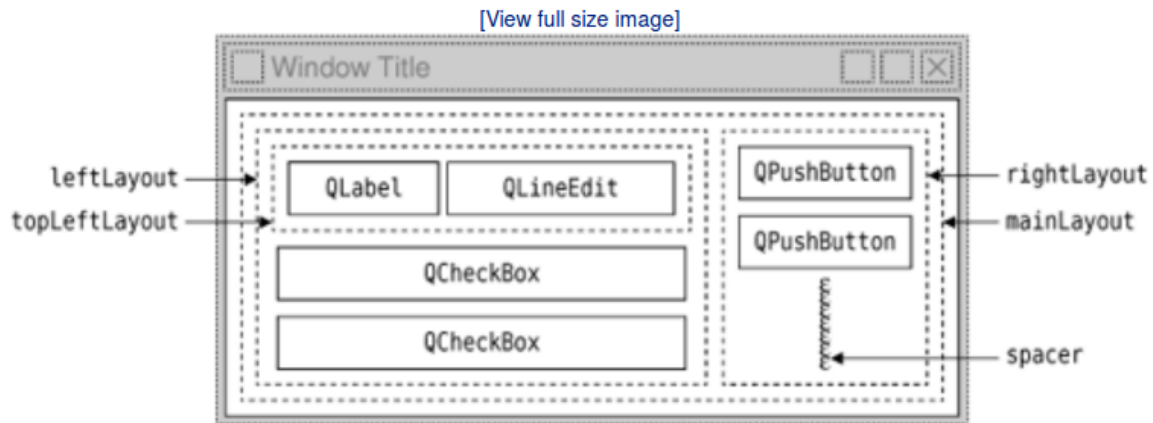 [View full size image]
Window Title
leftLayout
topLeftLayout
QLabel
QLineEdit
QCheckBox
QCheckBox
QPushButton
QPushButton
rightLayout
mainLayout
spacer